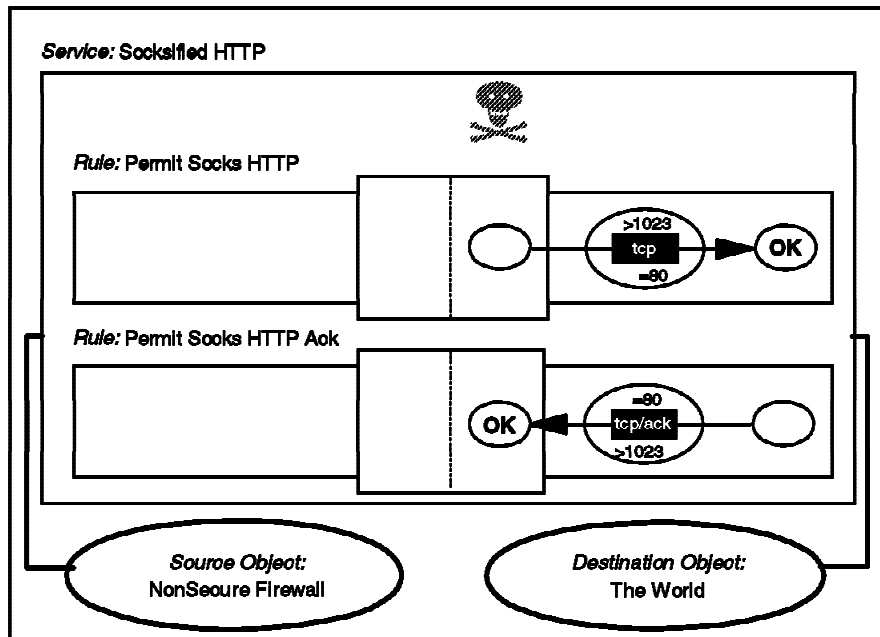 Service: Socksified HTTP
Rule: Permit Socks HTTP
>1023
tcp
=80
OK
Rule: Permit Socks HTTP Ack
OK
=80
tcp/ack
>1023
Source Object:
NonSecure Firewall
Destination Object:
The World